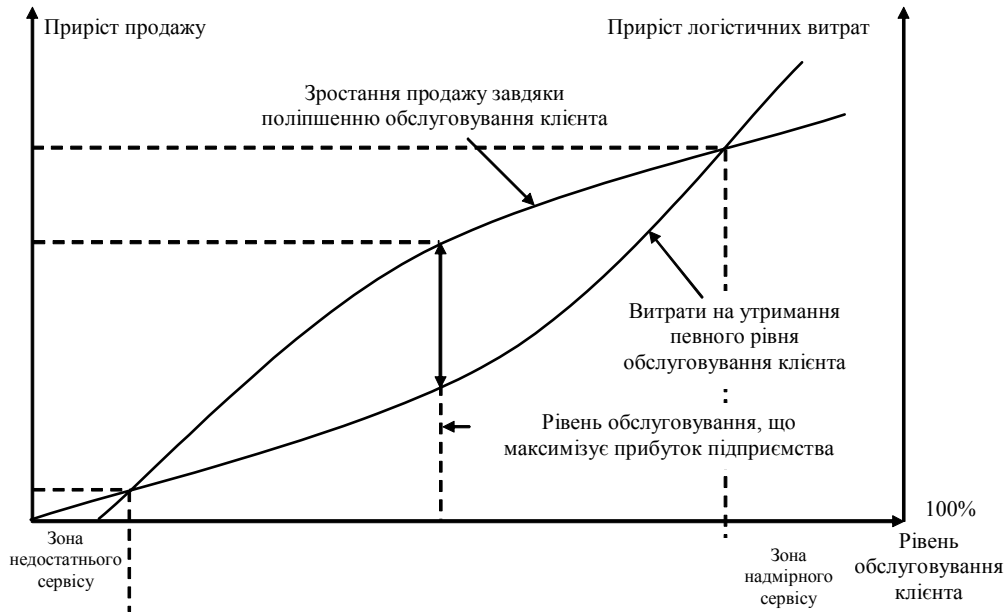 Приріст продажу
Приріст логістичних витрат
Зростання продажу завдяки
поліпшенню обслуговування клієнта
Витрати на утримання
певного рівня
обслуговування клієнта
Рівень обслуговування, що
максимізує прибуток підприємства
100%
Зона
недостатнього
сервісу
Зона
надмірного
сервісу
Рівень
обслуговування
клієнта